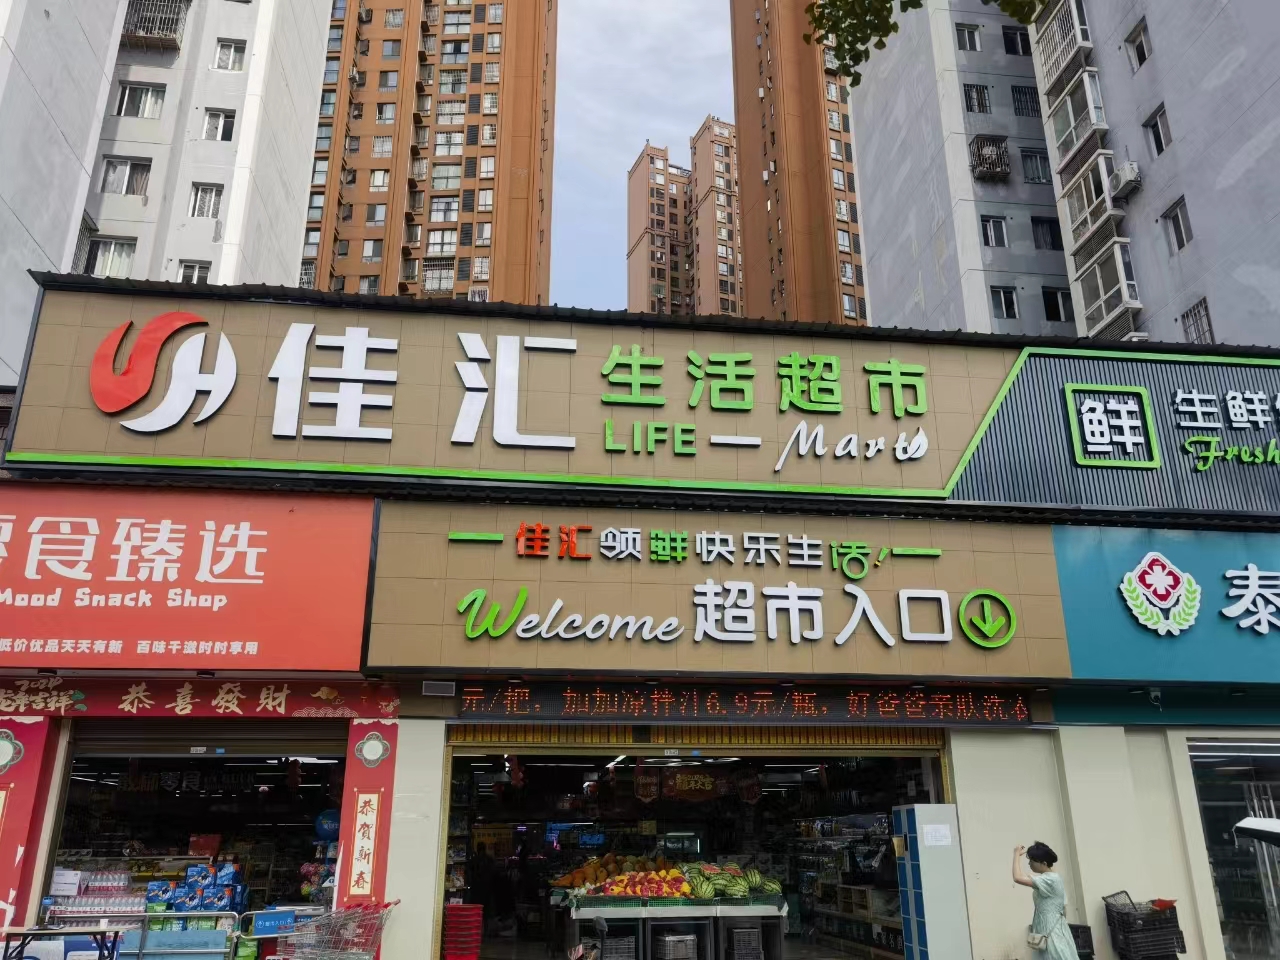 佳汇 生活超市
LIFE—Mart
鲜 生鲜
Fresh
食臻选
Mood Snack Shop
低价优品天天有新 百味千遨时时享用
佳汇领鲜快乐生活!
Welcome 超市入口
泰
恭喜發財
元/把，加加凉拌汁6.9元/瓶，好爸爸亲肤洗衣
恭贺新春